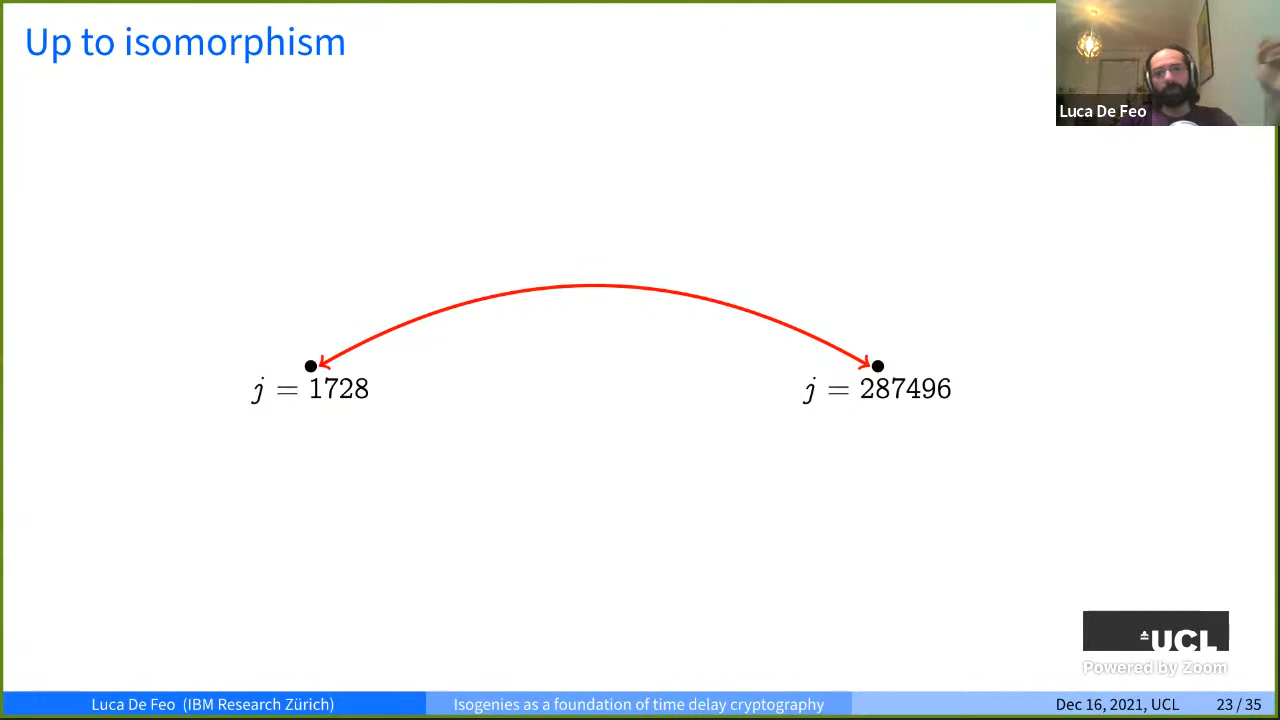 Up to isomorphism
Luca De Feo
j = 1728
j = 287496
UCL
Powered by Zoom
Luca De Feo (IBM Research Zürich)
Isogenies as a foundation of time delay cryptography
Dec 16, 2021, UCL
23 / 35